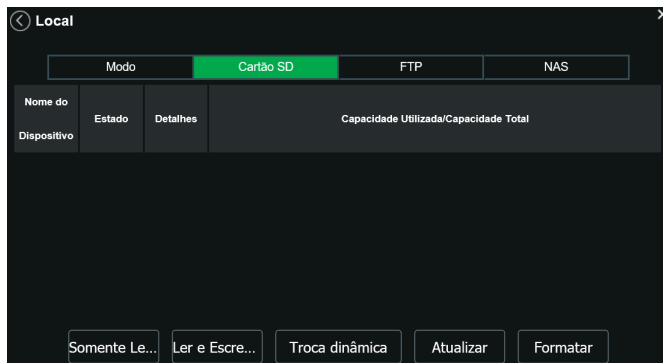 Local
Modo Cartão SD FTP NAS
Nome do Dispositivo Estado Detalhes Capacidade Utilizada/Capacidade Total
Somente Le... Ler e Escre... Troca dinâmica Atualizar Formatar